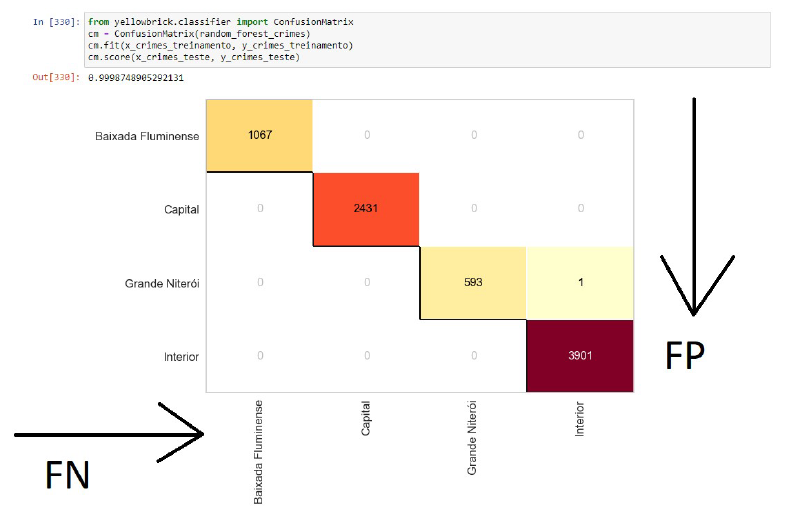 In [330]: from yellowbrick.classifier import ConfusionMatrix
cm = ConfusionMatrix(random_forest_crimes)
cm.fit(x_crimes_treinamento, y_crimes_treinamento)
cm.score(x_crimes_teste, y_crimes_teste)
Out[330]: 0.9998748905292131
Baixada Fluminense 1067 0 0 0
Capital 0 2431 0 0
Grande Niterói 0 0 593 1
Interior 0 0 0 3901
FP
Baixada Fluminense
Capital
Grande Niterói
Interior
FN